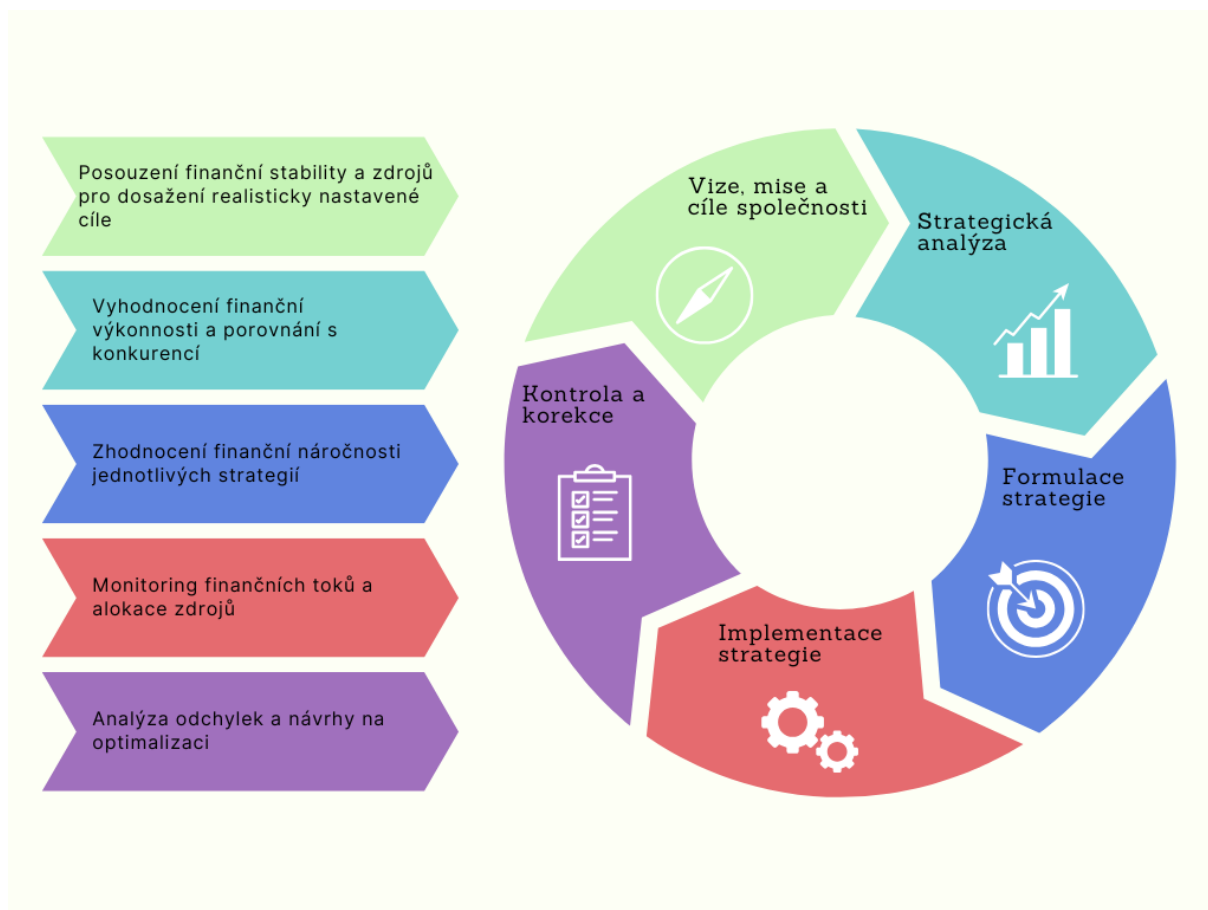 Posouzení finanční stability a zdrojů
pro dosažení realisticky nastavené
cíle
Vyhodnocení finanční
výkonnosti a porovnání s
konkurencí
Zhodnocení finanční náročnosti
jednotlivých strategií
Monitoring finančních toků a
alokace zdrojů
Analýza odchylek a návrhy na
optimalizaci
Vize, mise a
cíle společnosti
Strategická
analýza
Formulace
strategie
Implementace
strategie
Kontrola a
korekce